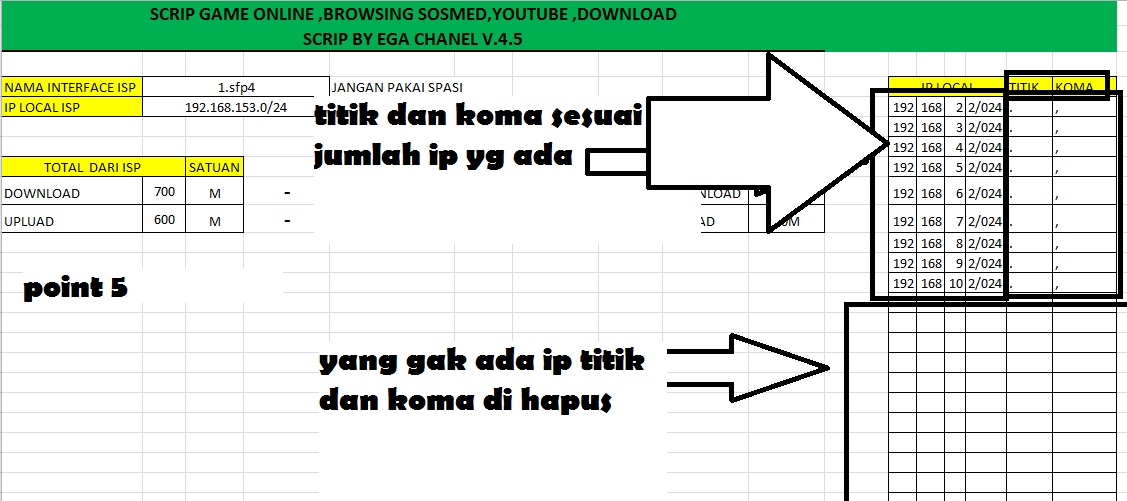 SCRIP GAME ONLINE ,BROWSING SOSMED,YOUTUBE ,DOWNLOAD
SCRIP BY EGA CHANEL V.4.5
NAMA INTERFACE ISP 1.sfp4 JANGAN PAKAI SPASI IP LOCAL TITIK KOMA
IP LOCAL ISP 192.168.153.0/24 192 168 2 2/024 . ,
titik dan koma sesuai
192 168 3 2/024 . ,
jumlah ip yg ada 192 168 4 2/024 . ,
TOTAL DARI ISP SATUAN 192 168 5 2/024 . ,
DOWNLOAD 700 M - 192 168 6 2/024 . ,
UPLUAD 600 M - 192 168 7 2/024 . ,
192 168 8 2/024 . ,
192 168 9 2/024 . ,
point 5 192 168 10 2/024 . ,
yang gak ada ip titik
dan koma di hapus